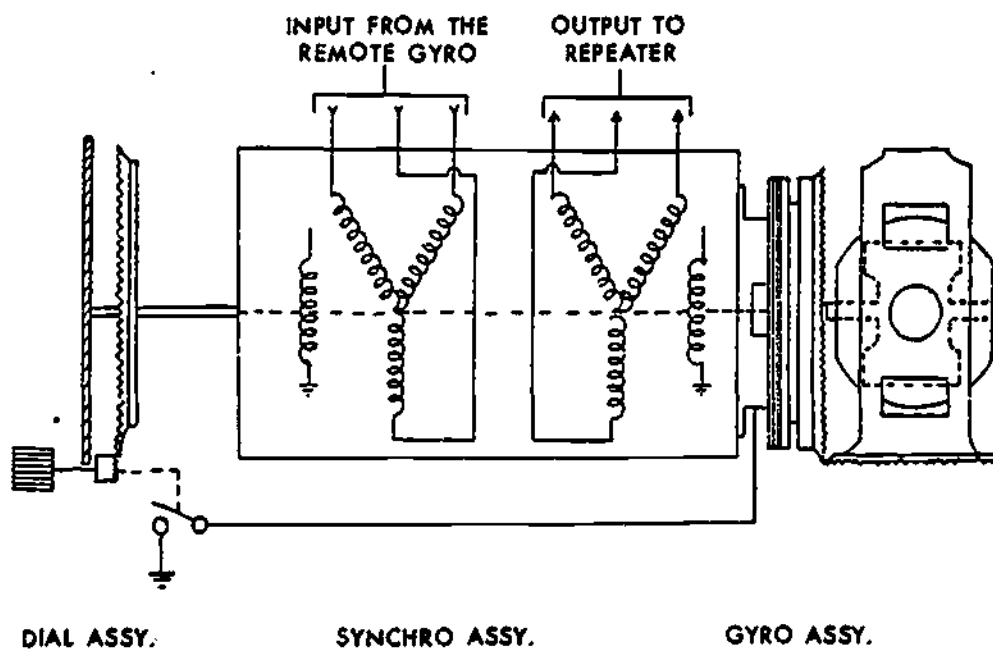 INPUT FROM THE
REMOTE GYRO
OUTPUT TO
REPEATER
DIAL ASSY.
SYNCHRO ASSY.
GYRO ASSY.